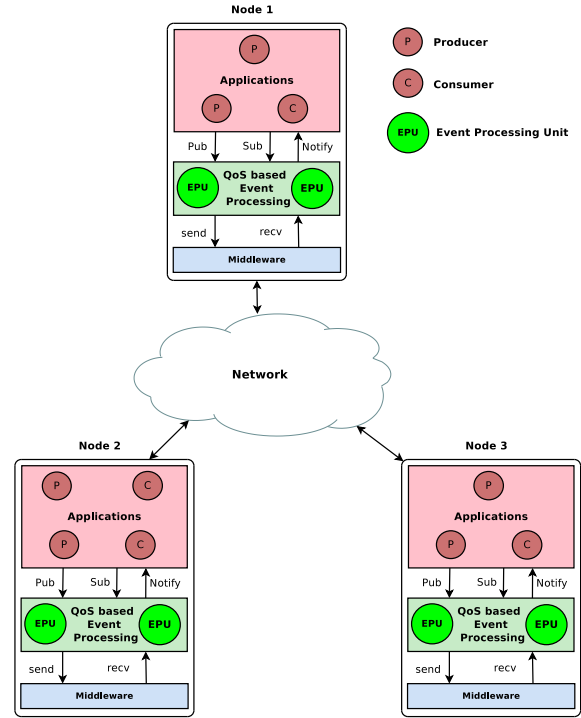 Node 1
P
Applications
P
C
Pub
Sub
Notify
EPU
QoS based
Event
Processing
EPU
send
recv
Middleware
P
Producer
C
Consumer
EPU
Event Processing Unit
Network
Node 2
P
C
Applications
P
C
Pub
Sub
Notify
EPU
QoS based
Event
Processing
EPU
send
recv
Middleware
Node 3
P
Applications
P
C
Pub
Sub
Notify
EPU
QoS based
Event
Processing
EPU
send
recv
Middleware